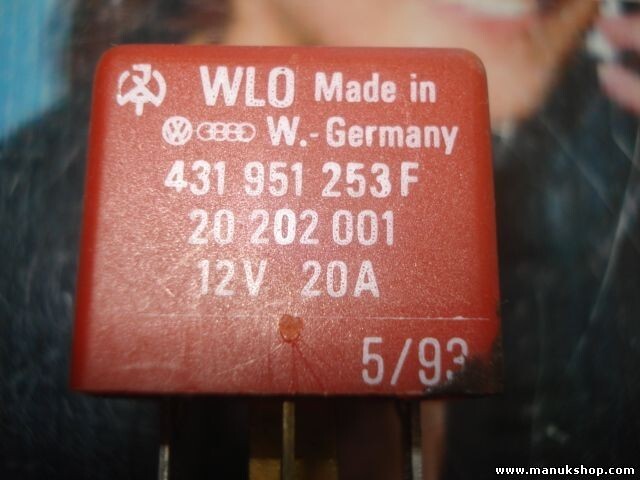 WLO Made in
W.-Germany
431 951 253 F
20 202 001
12V 20A
5/93
www.manukshop.com